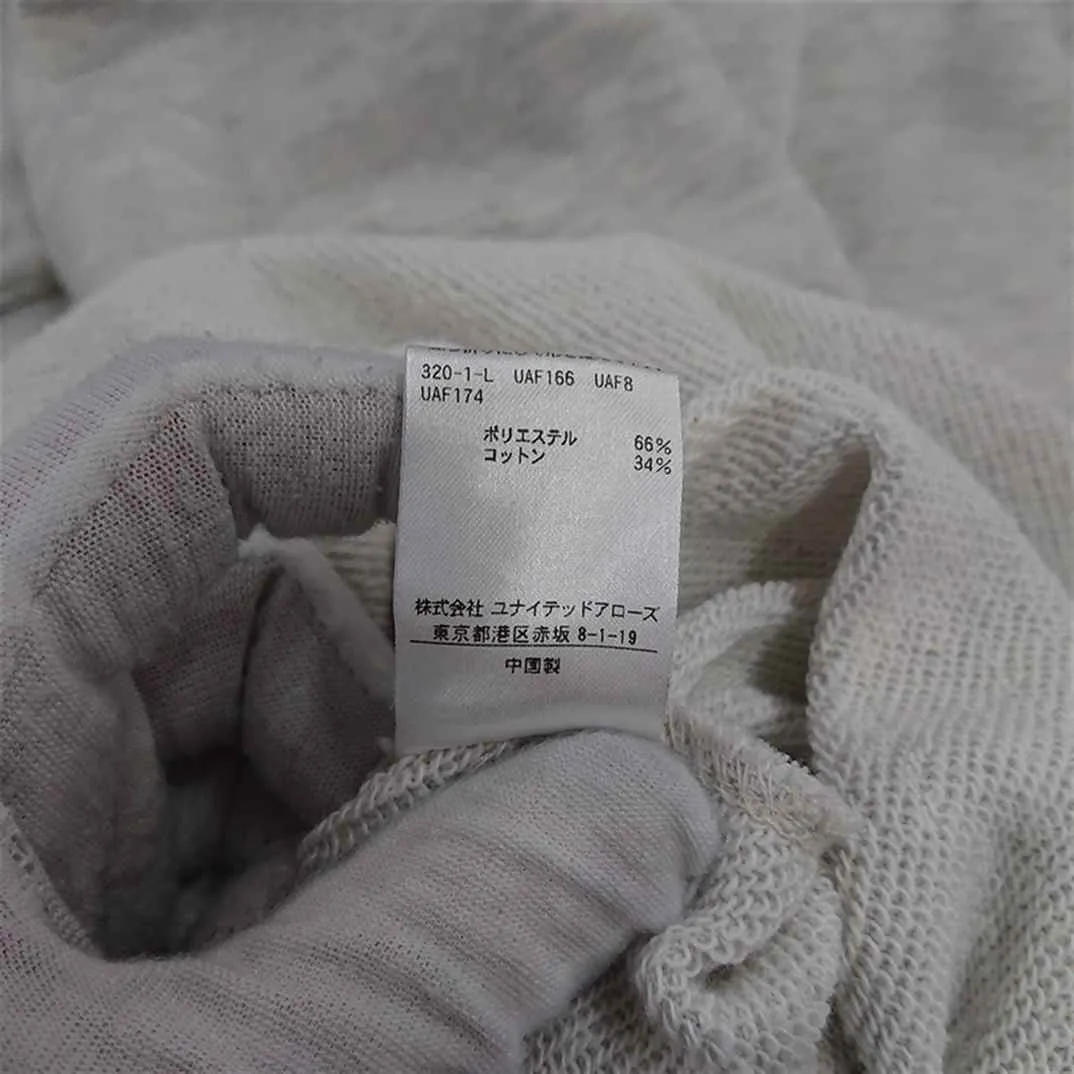 320-1-L UAF166 UAF8
UAF174
ポリエステル 66%
コットン 34%
株式会社 ユナイテッドアローズ
東京都港区赤坂 8-1-19
中国製